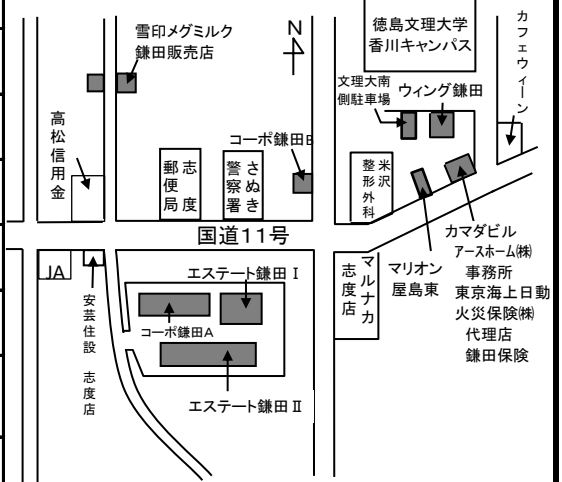 雪印メグミルク
鎌田販売店
N
徳島文理大学
香川キャンパス
カフェウィーン
文理大南
側駐車場
ウィング鎌田
高松信用金
コーポ鎌田B
志度
郵便局
さぬき
警察署
米沢
整形外科
国道11号
カマダビル
アースホーム㈱
事務所
東京海上日動
火災保険㈱
代理店
鎌田保険
マリオン
屋島東
マルナカ
志度店
JA
安芸住設 志度店
エステート鎌田Ⅰ
コーポ鎌田A
エステート鎌田Ⅱ